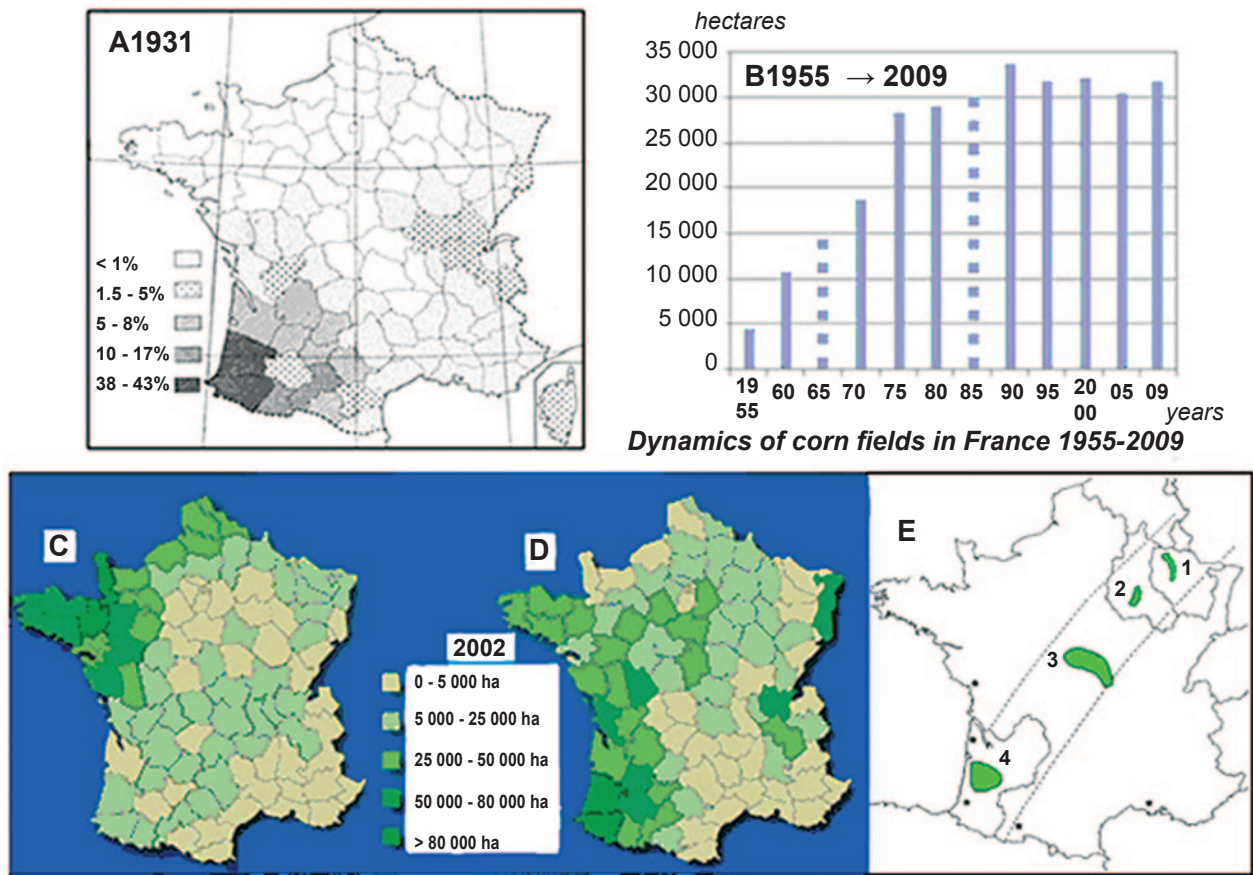 A1931
< 1%
1.5 - 5%
5 - 8%
10 - 17%
38 - 43%
hectares
B1955 → 2009
35 000
30 000
25 000
20 000
15 000
10 000
5 000
0
19 55
60
65
70
75
80
85
90
95
20 00
05
09
years
Dynamics of corn fields in France 1955-2009
C
D
2002
0 - 5 000 ha
5 000 - 25 000 ha
25 000 - 50 000 ha
50 000 - 80 000 ha
> 80 000 ha
E
1
2
3
4